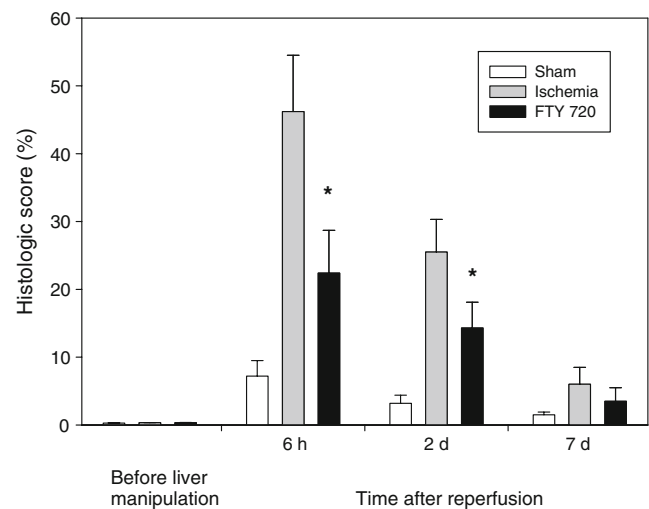 60
50
40
30
20
10
0
Histologic score (%)
Sham
Ischemia
FTY 720
*
*
6 h
2 d
7 d
Before liver
manipulation
Time after reperfusion